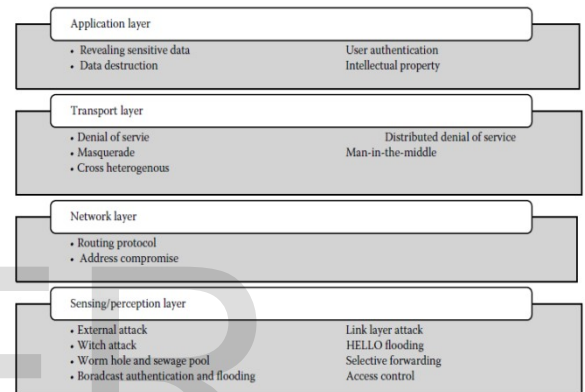 Application layer
• Revealing sensitive data User authentication
• Data destruction Intellectual property
Transport layer
• Denial of servie Distributed denial of service
• Masquerade Man-in-the-middle
• Cross heterogenous
Network layer
• Routing protocol
• Address compromise
Sensing/perception layer
• External attack Link layer attack
• Witch attack HELLO flooding
• Worm hole and sewage pool Selective forwarding
• Boradcast authentication and flooding Access control